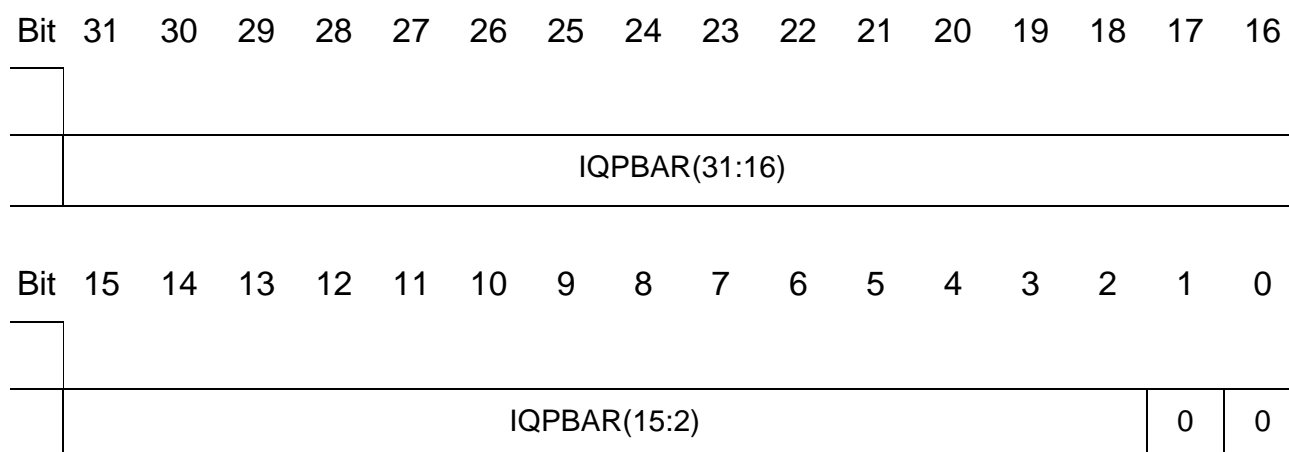 Bit 31 30 29 28 27 26 25 24 23 22 21 20 19 18 17 16
IQPBAR(31:16)
Bit 15 14 13 12 11 10 9 8 7 6 5 4 3 2 1 0
IQPBAR(15:2) 0 0